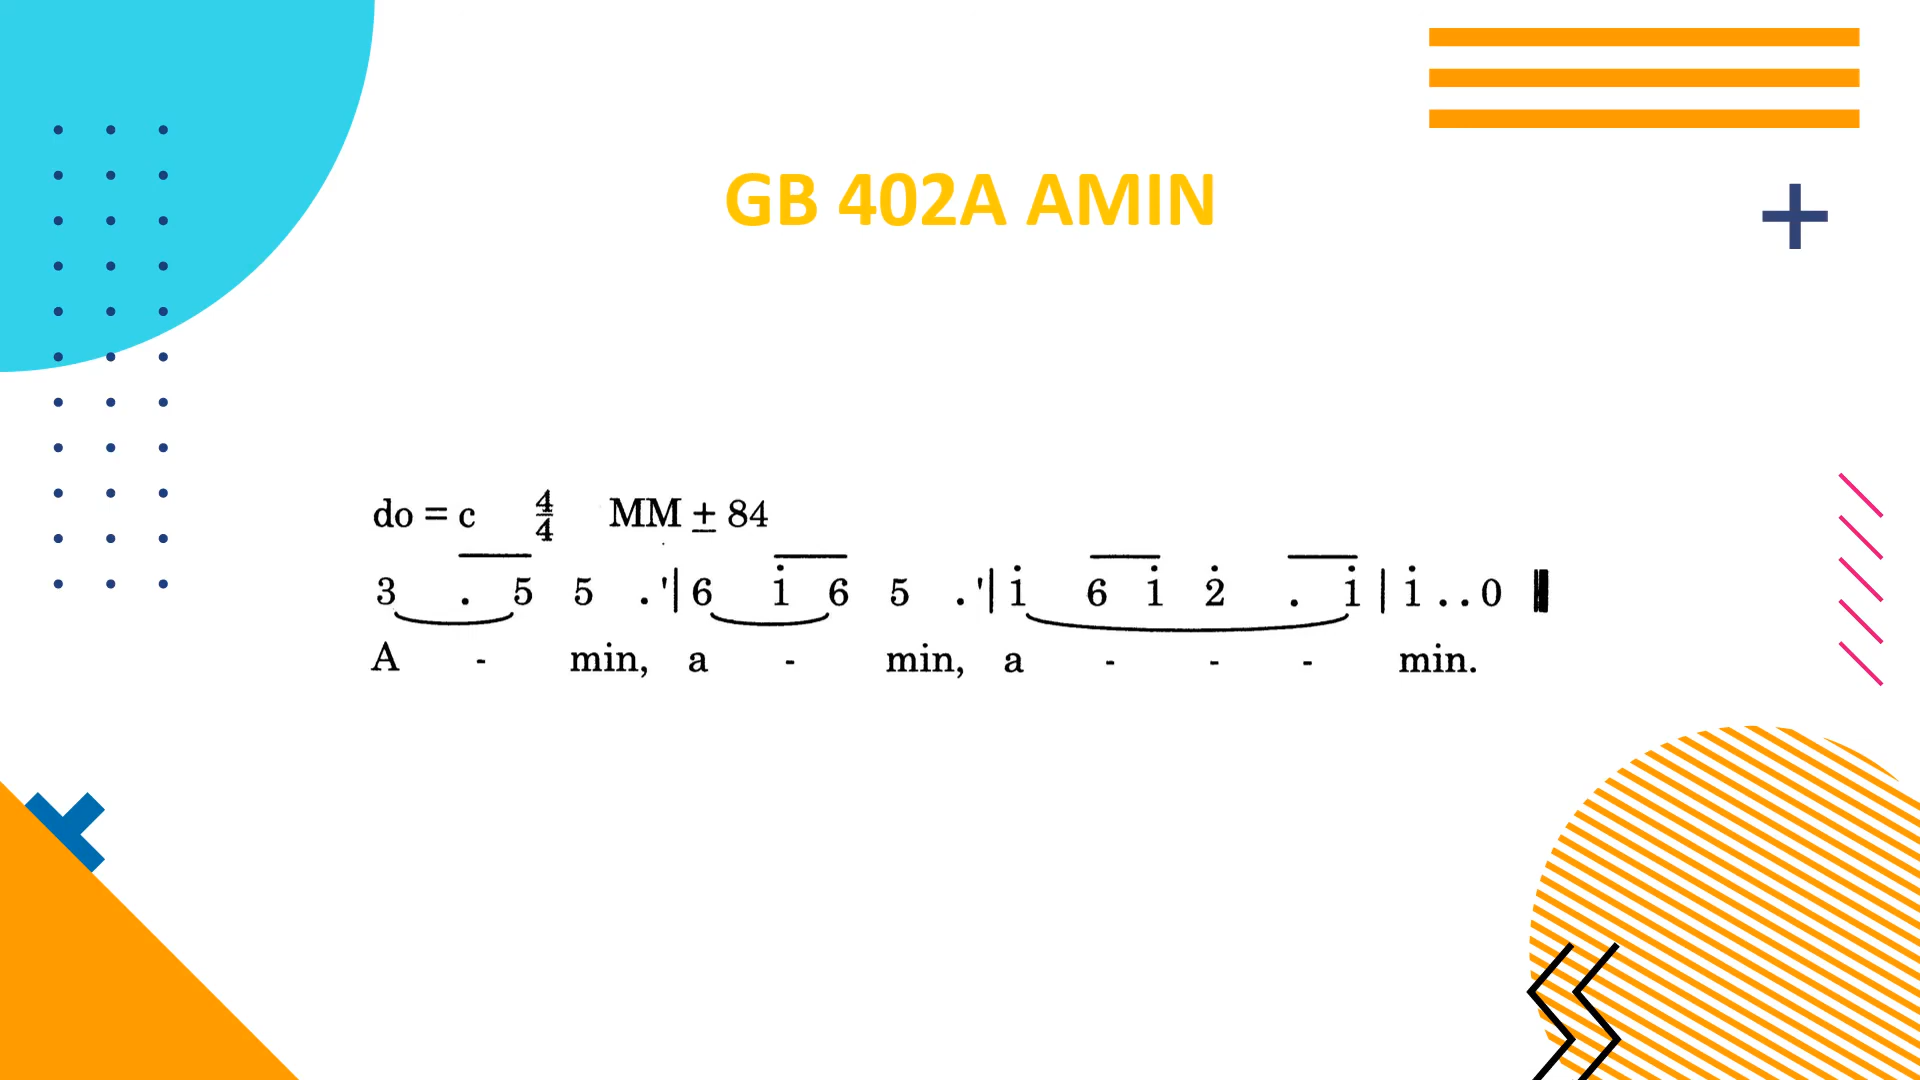 GB 402A AMIN
do = c 4/4 MM ± 84
3 . 5 5 .'| 6 i 6 5 .'| i 6 i 2̇ . i | i . . 0 ‖
A - min, a - min, a - - - min.